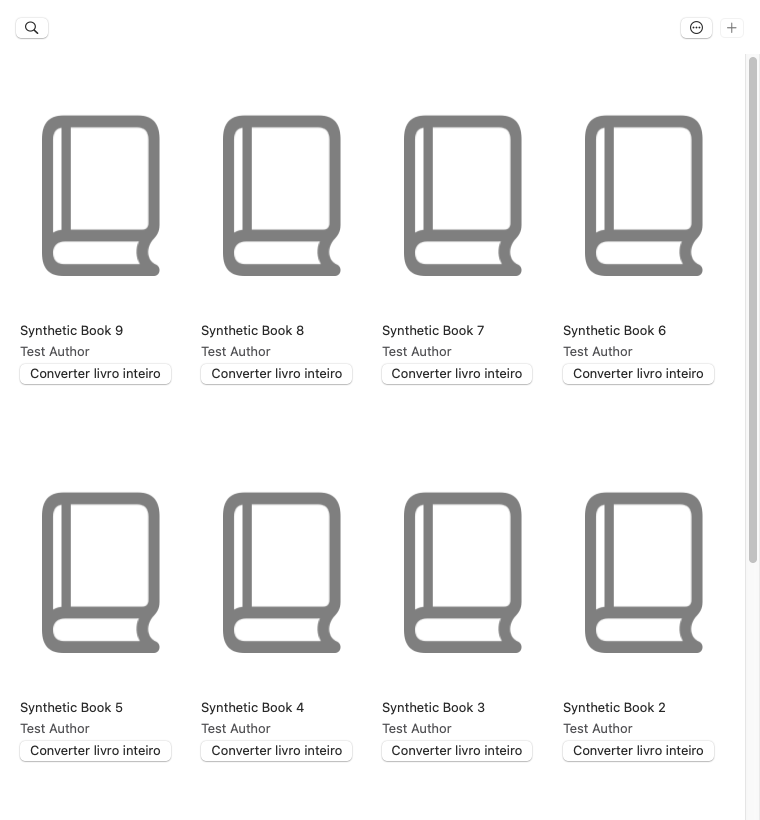 Synthetic Book 9
Test Author
Converter livro inteiro
Synthetic Book 8
Test Author
Converter livro inteiro
Synthetic Book 7
Test Author
Converter livro inteiro
Synthetic Book 6
Test Author
Converter livro inteiro
Synthetic Book 5
Test Author
Converter livro inteiro
Synthetic Book 4
Test Author
Converter livro inteiro
Synthetic Book 3
Test Author
Converter livro inteiro
Synthetic Book 2
Test Author
Converter livro inteiro